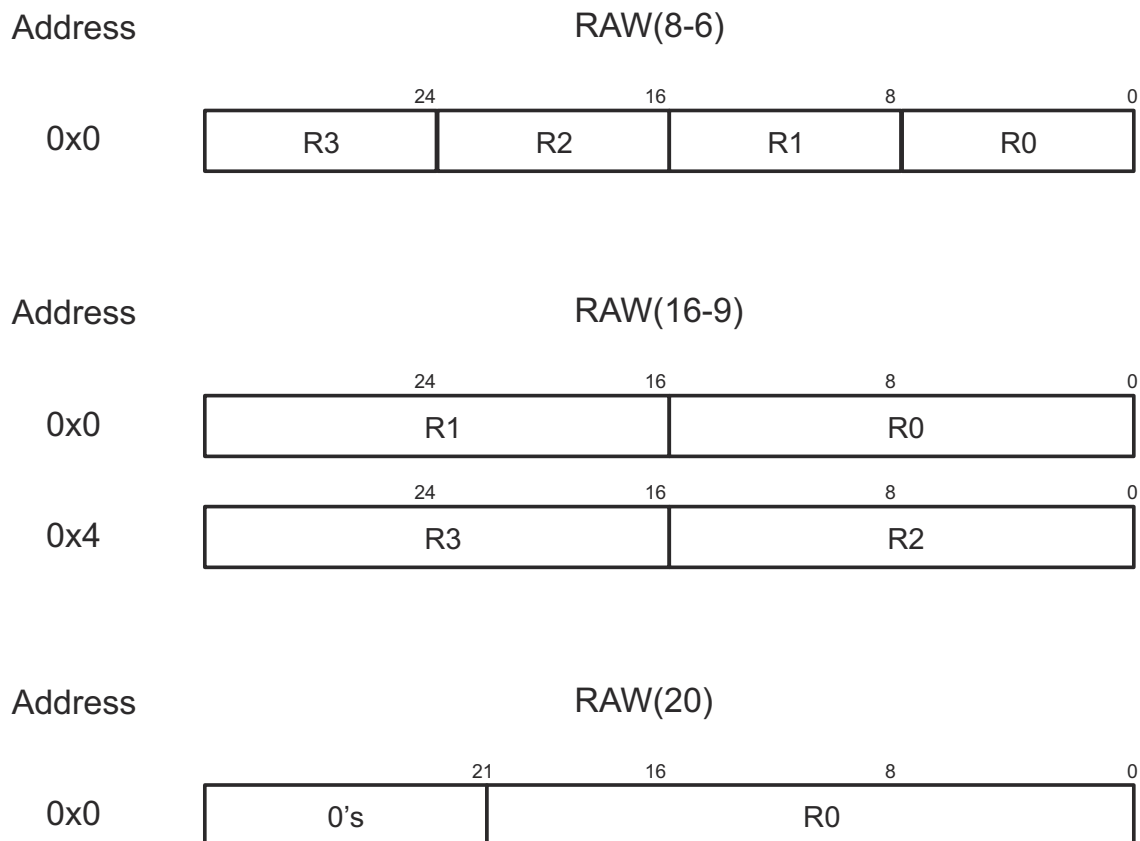 Address RAW(8-6)
24 16 8 0
0x0 R3 R2 R1 R0
Address RAW(16-9)
24 16 8 0
0x0 R1 R0
24 16 8 0
0x4 R3 R2
Address RAW(20)
21 16 8 0
0x0 0's R0